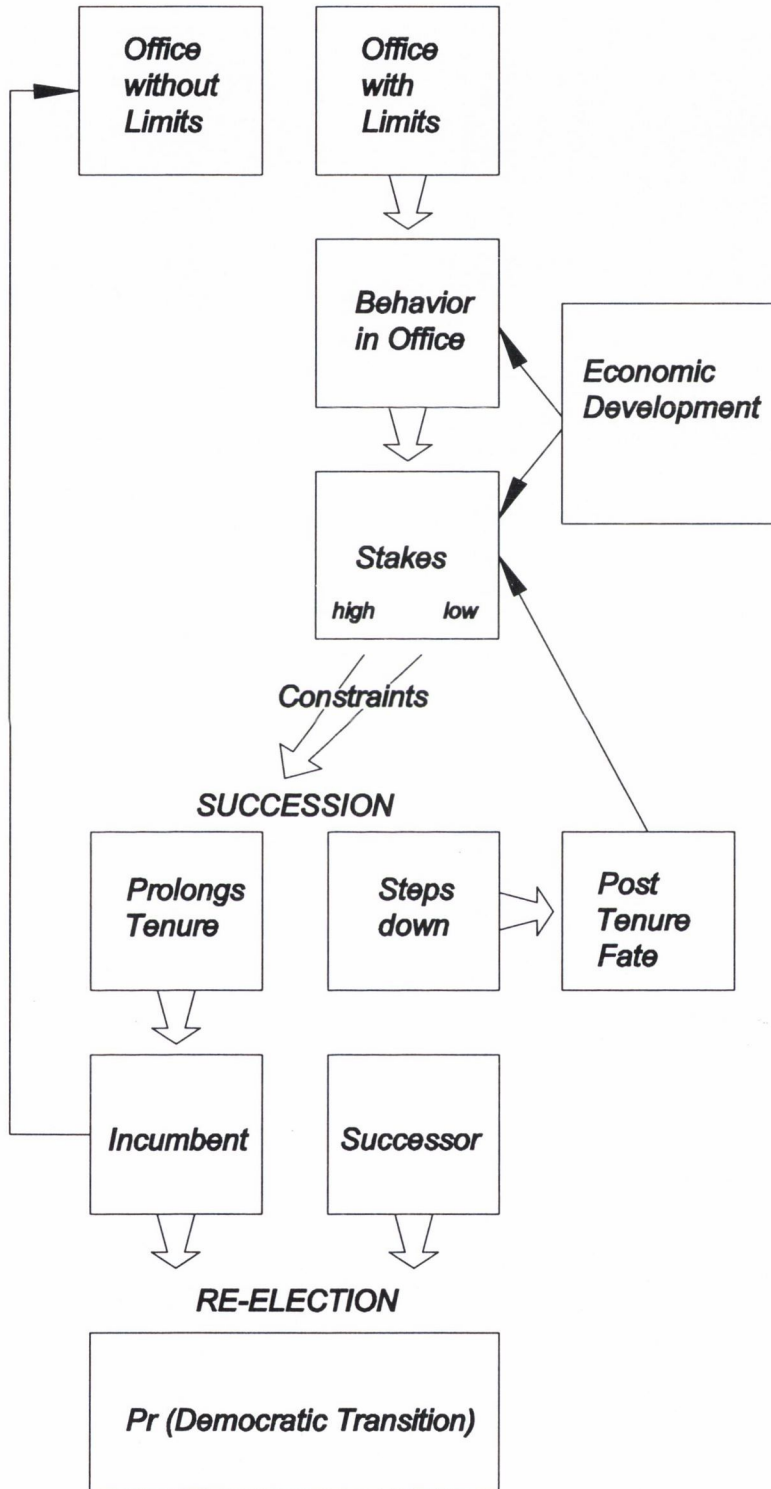 Office
without
Limits
Office
with
Limits
Behavior
in Office
Economic
Development
Stakes
high low
Constraints
SUCCESSION
Prolongs
Tenure
Steps
down
Post
Tenure
Fate
Incumbent
Successor
RE-ELECTION
Pr (Democratic Transition)